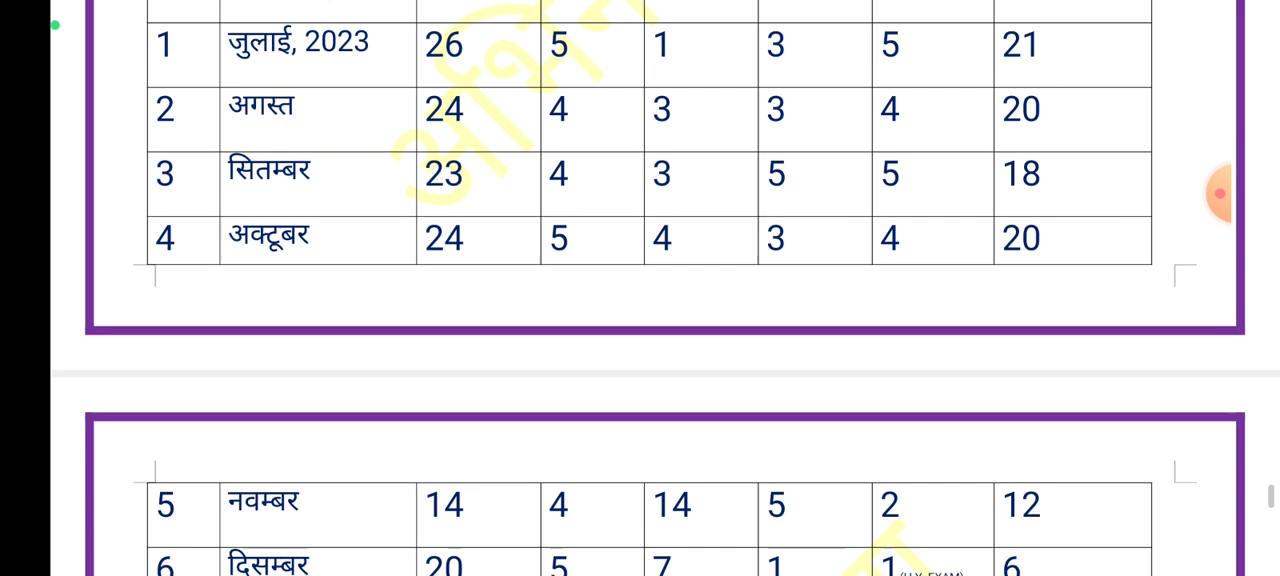 1 जुलाई, 2023 26 5 1 3 5 21
2 अगस्त 24 4 3 3 4 20
3 सितम्बर 23 4 3 5 5 18
4 अक्टूबर 24 5 4 3 4 20
5 नवम्बर 14 4 14 5 2 12
6 दिसम्बर 20 5 7 1 1 (H.Y. EXAM) 6